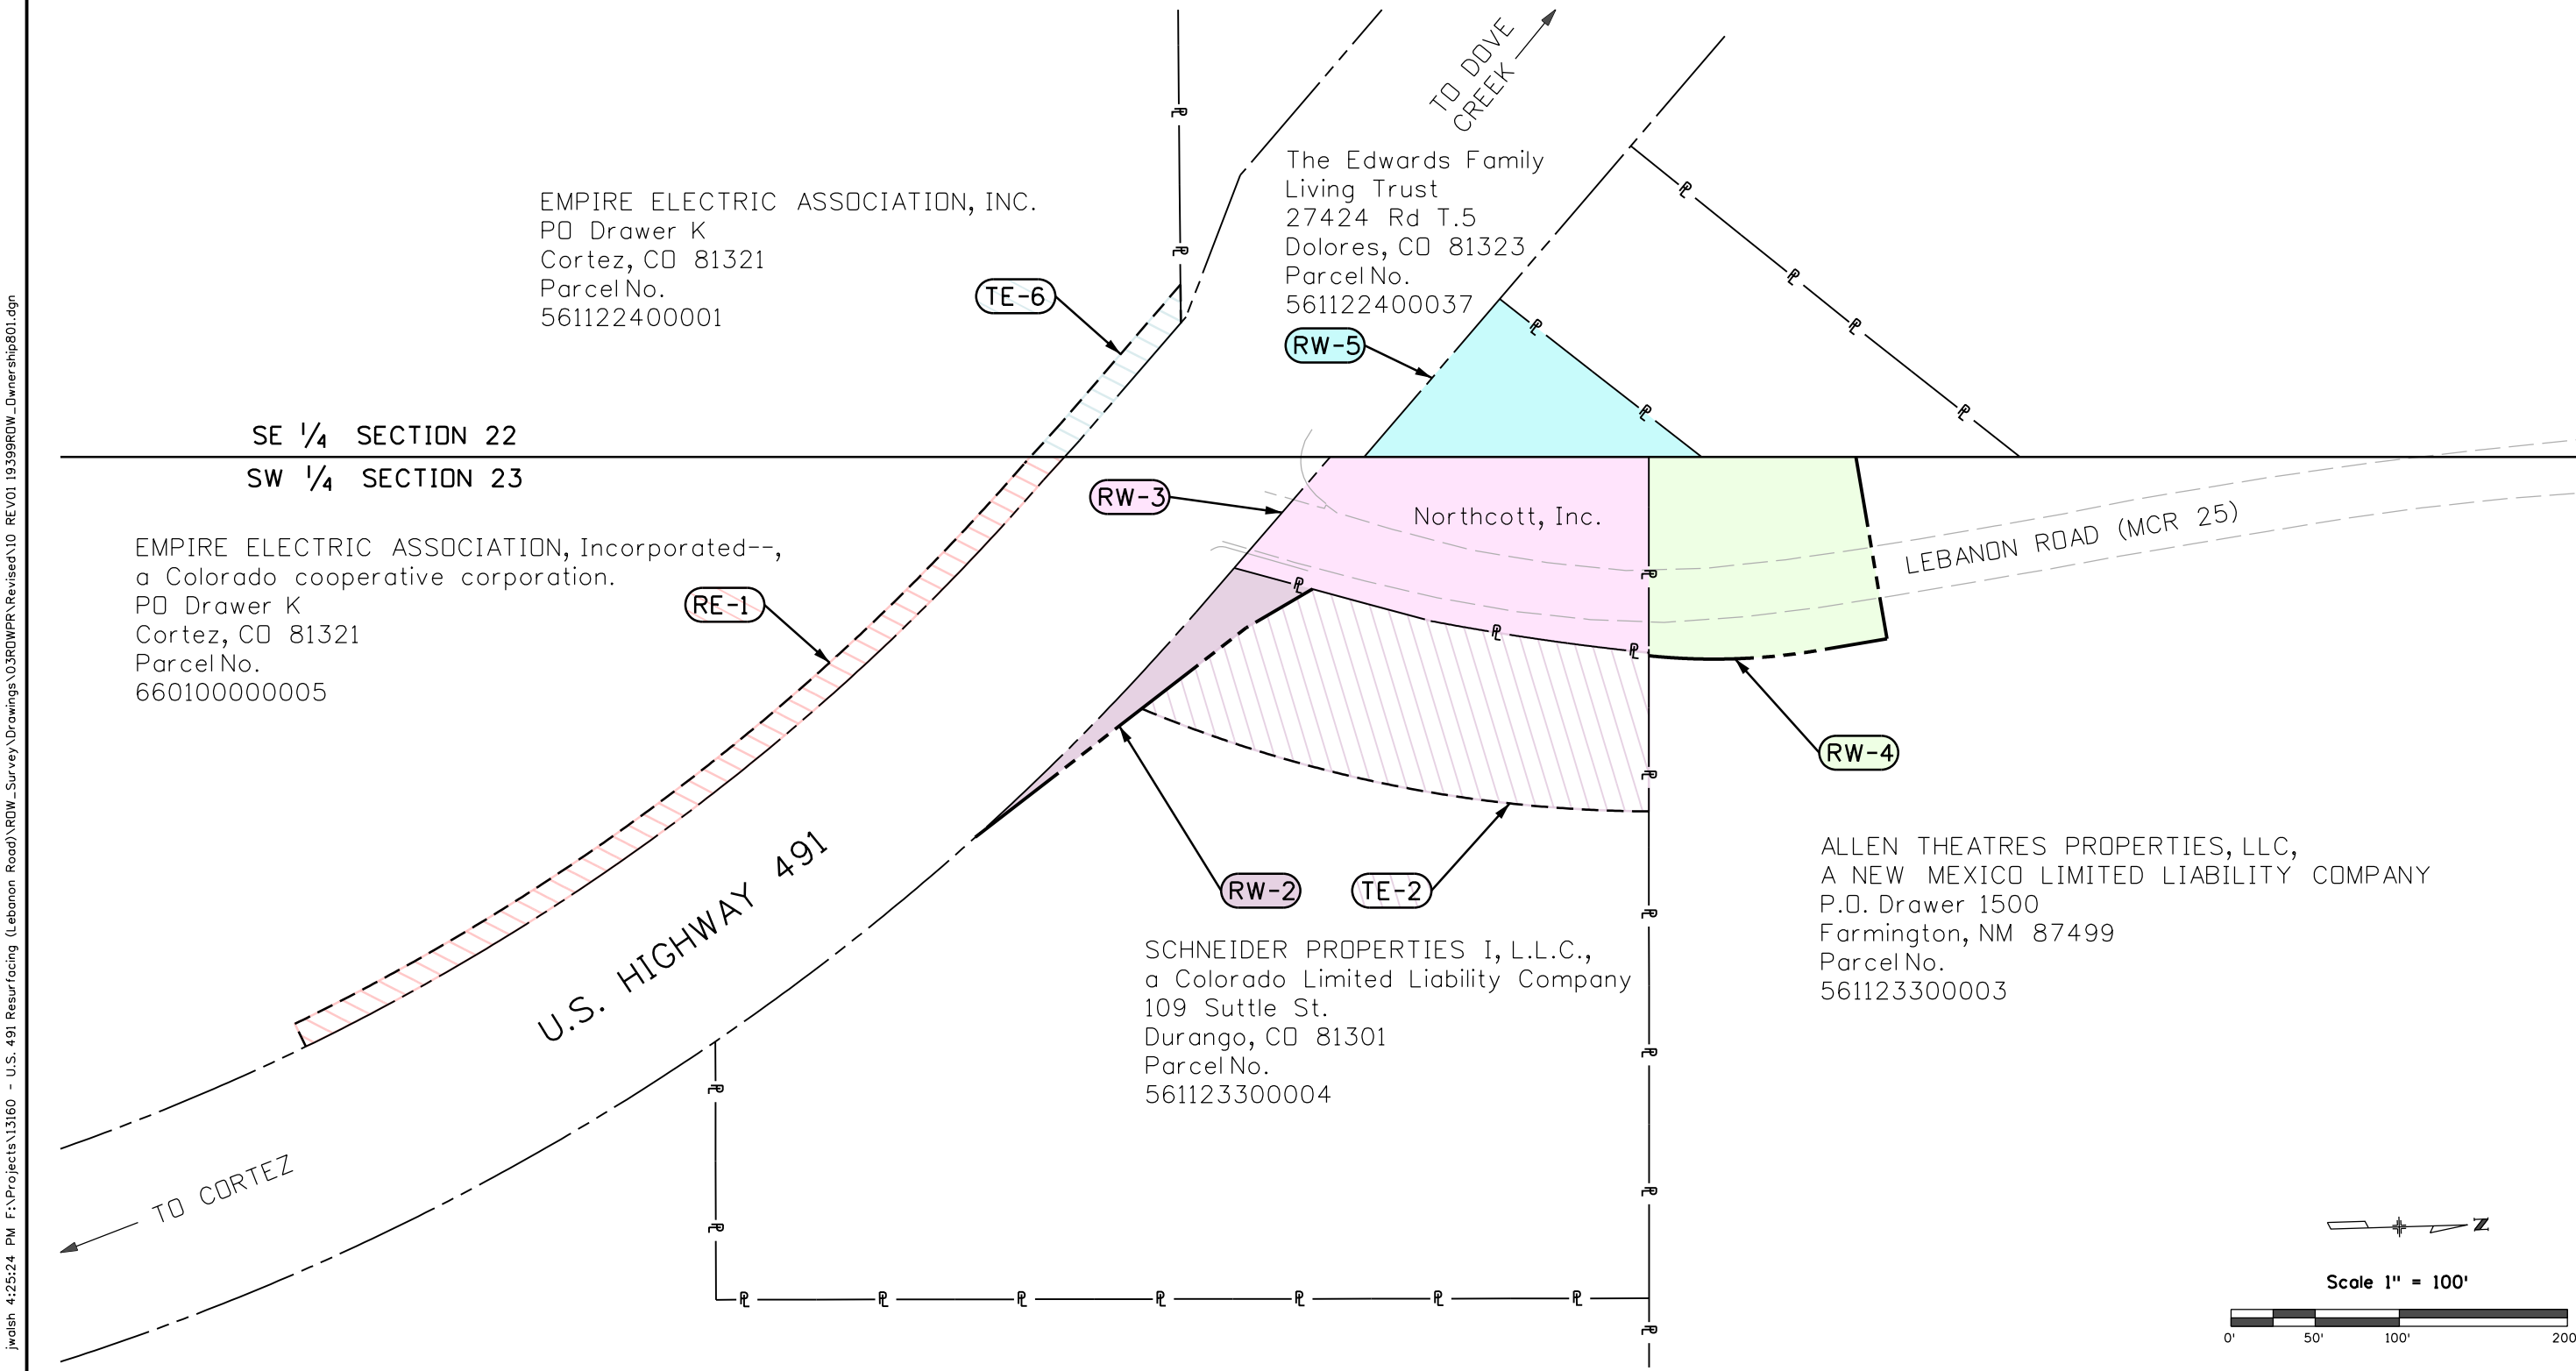 TO DOVE
CREEK
The Edwards Family
Living Trust
27424 Rd T.5
Dolores, CO 81323
Parcel No.
561122400037
RW-5
EMPIRE ELECTRIC ASSOCIATION, INC.
PO Drawer K
Cortez, CO 81321
Parcel No.
561122400001
TE-6
SE 1/4 SECTION 22
SW 1/4 SECTION 23
RW-3
Northcott, Inc.
LEBANON ROAD (MCR 25)
EMPIRE ELECTRIC ASSOCIATION, Incorporated--,
a Colorado cooperative corporation.
PO Drawer K
Cortez, CO 81321
Parcel No.
660100000005
RE-1
RW-4
U.S. HIGHWAY 491
RW-2
TE-2
ALLEN THEATRES PROPERTIES, LLC,
A NEW MEXICO LIMITED LIABILITY COMPANY
P.O. Drawer 1500
Farmington, NM 87499
Parcel No.
561123300003
SCHNEIDER PROPERTIES I, L.L.C.,
a Colorado Limited Liability Company
109 Suttle St.
Durango, CO 81301
Parcel No.
561123300004
TO CORTEZ
N
Scale 1" = 100'
0' 50' 100' 200
jwalsh 4:25:24 PM F:\Projects\13160 - U.S. 491 Resurfacing (Lebanon Road)\ROW_Survey\Drawings\03ROWPR\Revised\10 REV01 19399ROW_Ownership801.dgn